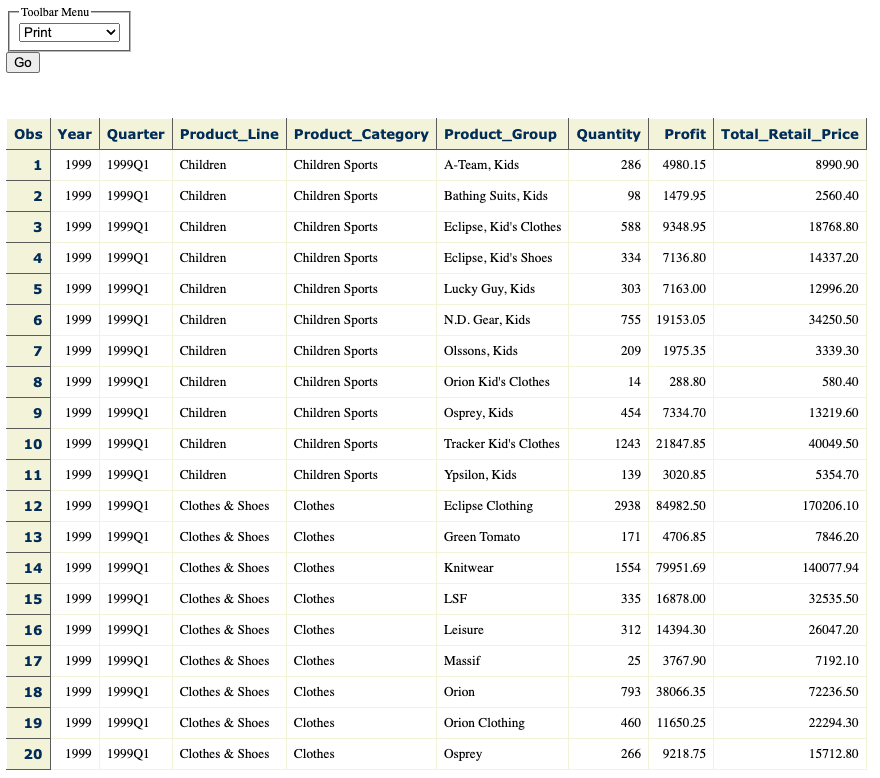 Toolbar Menu
Print
Go
Obs Year Quarter Product_Line Product_Category Product_Group Quantity Profit Total_Retail_Price
1 1999 1999Q1 Children Children Sports A-Team, Kids 286 4980.15 8990.90
2 1999 1999Q1 Children Children Sports Bathing Suits, Kids 98 1479.95 2560.40
3 1999 1999Q1 Children Children Sports Eclipse, Kid's Clothes 588 9348.95 18768.80
4 1999 1999Q1 Children Children Sports Eclipse, Kid's Shoes 334 7136.80 14337.20
5 1999 1999Q1 Children Children Sports Lucky Guy, Kids 303 7163.00 12996.20
6 1999 1999Q1 Children Children Sports N.D. Gear, Kids 755 19153.05 34250.50
7 1999 1999Q1 Children Children Sports Olssons, Kids 209 1975.35 3339.30
8 1999 1999Q1 Children Children Sports Orion Kid's Clothes 14 288.80 580.40
9 1999 1999Q1 Children Children Sports Osprey, Kids 454 7334.70 13219.60
10 1999 1999Q1 Children Children Sports Tracker Kid's Clothes 1243 21847.85 40049.50
11 1999 1999Q1 Children Children Sports Ypsilon, Kids 139 3020.85 5354.70
12 1999 1999Q1 Clothes & Shoes Clothes Eclipse Clothing 2938 84982.50 170206.10
13 1999 1999Q1 Clothes & Shoes Clothes Green Tomato 171 4706.85 7846.20
14 1999 1999Q1 Clothes & Shoes Clothes Knitwear 1554 79951.69 140077.94
15 1999 1999Q1 Clothes & Shoes Clothes LSF 335 16878.00 32535.50
16 1999 1999Q1 Clothes & Shoes Clothes Leisure 312 14394.30 26047.20
17 1999 1999Q1 Clothes & Shoes Clothes Massif 25 3767.90 7192.10
18 1999 1999Q1 Clothes & Shoes Clothes Orion 793 38066.35 72236.50
19 1999 1999Q1 Clothes & Shoes Clothes Orion Clothing 460 11650.25 22294.30
20 1999 1999Q1 Clothes & Shoes Clothes Osprey 266 9218.75 15712.80